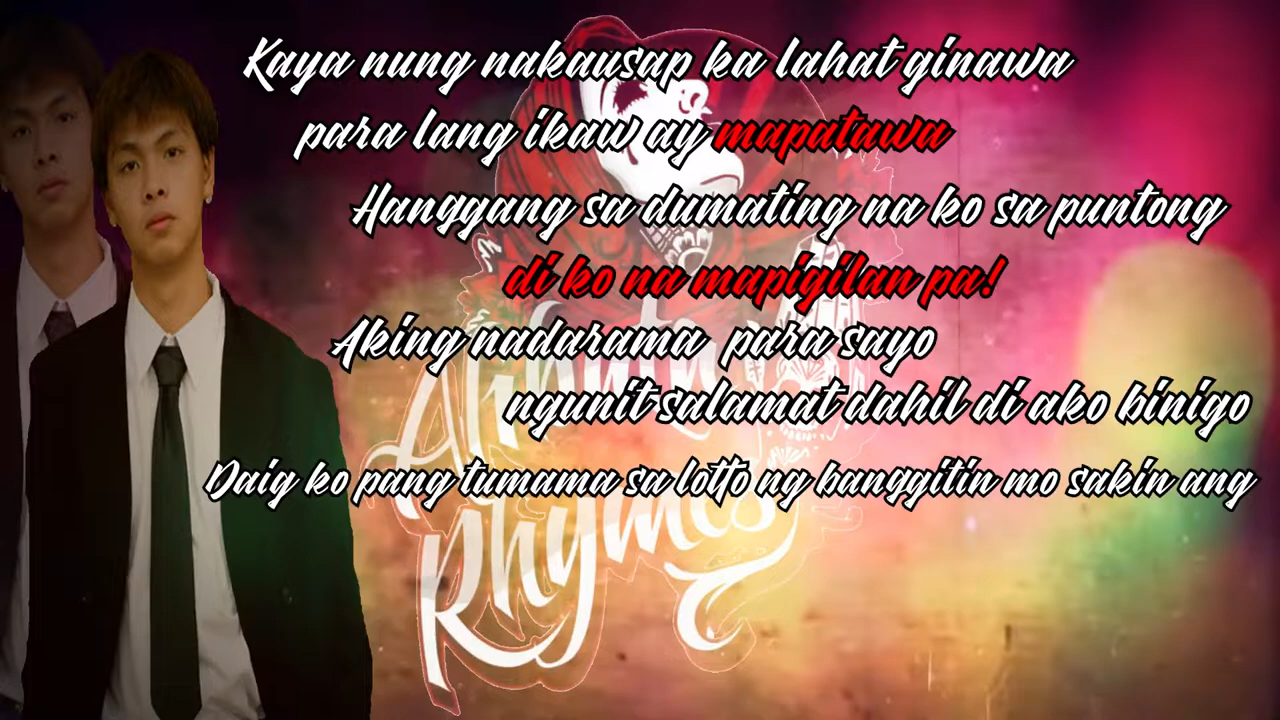 Kaya nung nakausap ka lahat ginawa
para lang ikaw ay mapatawa
Hanggang sa dumating na ko sa puntong
di ko na mapigilan pa!
Aking nadarama para sayo
ngunit salamat dahil di ako binigo
Daig ko pang tumama sa lotto ng banggitin mo sakin ang
Rhymes